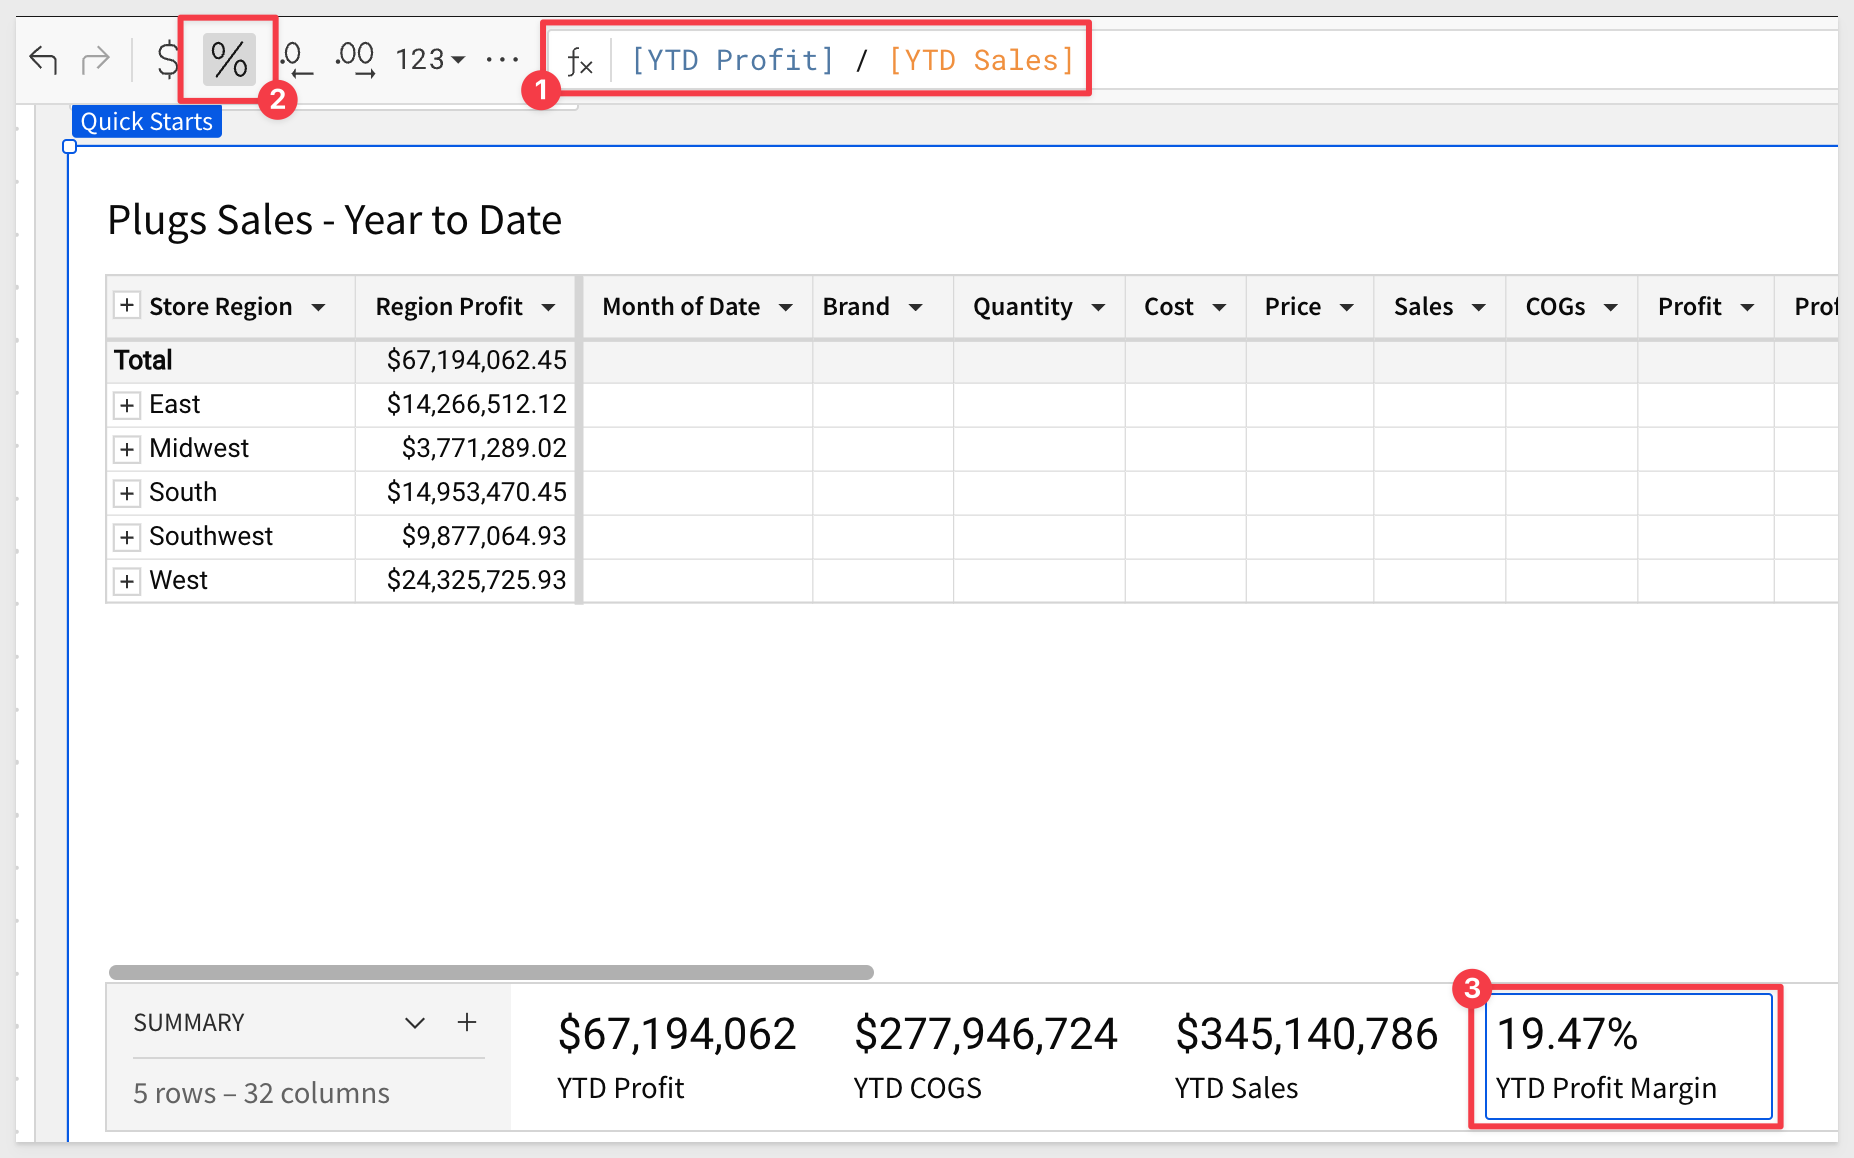 $ % .0 .00 123 ... fx [YTD Profit] / [YTD Sales]
2 1
Quick Starts
Plugs Sales - Year to Date
Store Region Region Profit Month of Date Brand Quantity Cost Price Sales COGs Profit Prof
Total $67,194,062.45
East $14,266,512.12
Midwest $3,771,289.02
South $14,953,470.45
Southwest $9,877,064.93
West $24,325,725.93
3
SUMMARY $67,194,062 $277,946,724 $345,140,786 19.47%
5 rows – 32 columns YTD Profit YTD COGS YTD Sales YTD Profit Margin